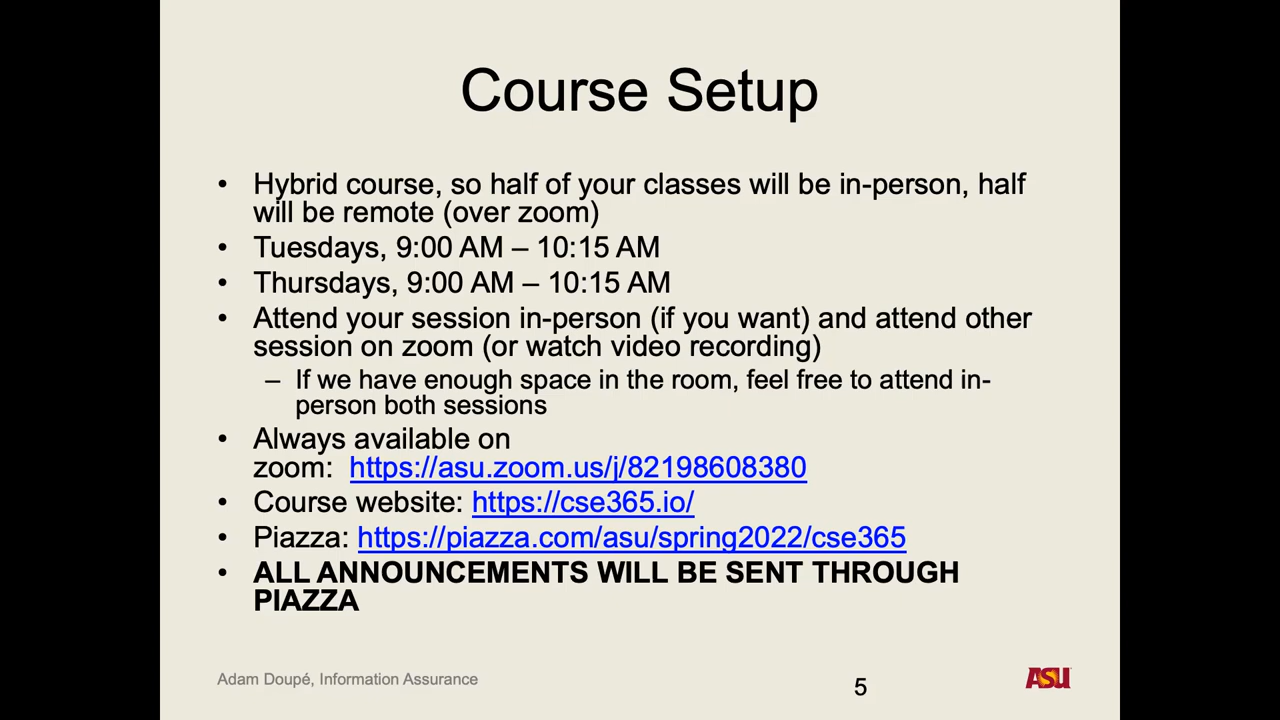 Course Setup
• Hybrid course, so half of your classes will be in-person, half
will be remote (over zoom)
• Tuesdays, 9:00 AM – 10:15 AM
• Thursdays, 9:00 AM – 10:15 AM
• Attend your session in-person (if you want) and attend other
session on zoom (or watch video recording)
– If we have enough space in the room, feel free to attend in-
person both sessions
• Always available on
zoom: https://asu.zoom.us/j/82198608380
• Course website: https://cse365.io/
• Piazza: https://piazza.com/asu/spring2022/cse365
• ALL ANNOUNCEMENTS WILL BE SENT THROUGH
PIAZZA
Adam Doupé, Information Assurance
5
ASU